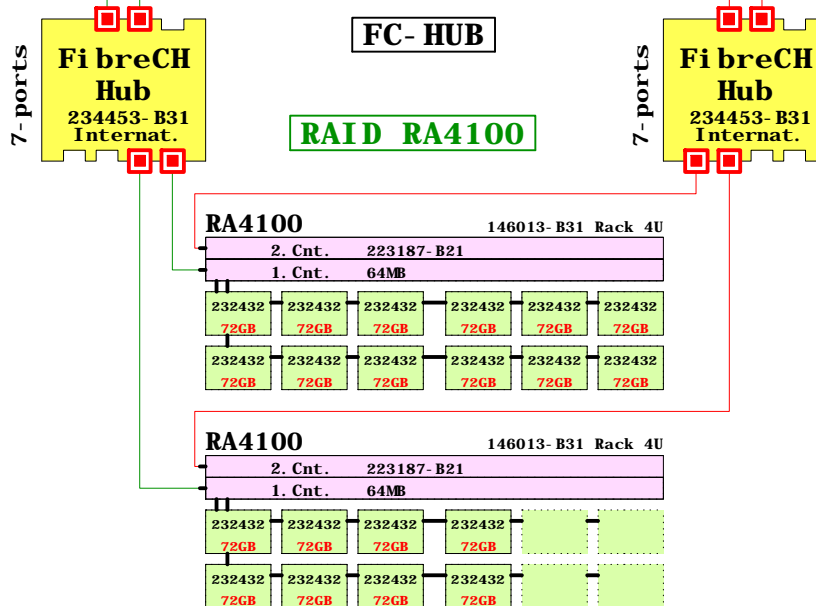 FC-HUB
7-ports
FibreCH
Hub
234453-B31
Internat.
7-ports
FibreCH
Hub
234453-B31
Internat.
RAID RA4100
RA4100 146013-B31 Rack 4U
2. Cnt. 223187-B21
1. Cnt. 64MB
232432 232432 232432 232432 232432 232432
72GB 72GB 72GB 72GB 72GB 72GB
232432 232432 232432 232432 232432 232432
72GB 72GB 72GB 72GB 72GB 72GB
RA4100 146013-B31 Rack 4U
2. Cnt. 223187-B21
1. Cnt. 64MB
232432 232432 232432 232432
72GB 72GB 72GB 72GB
232432 232432 232432 232432
72GB 72GB 72GB 72GB